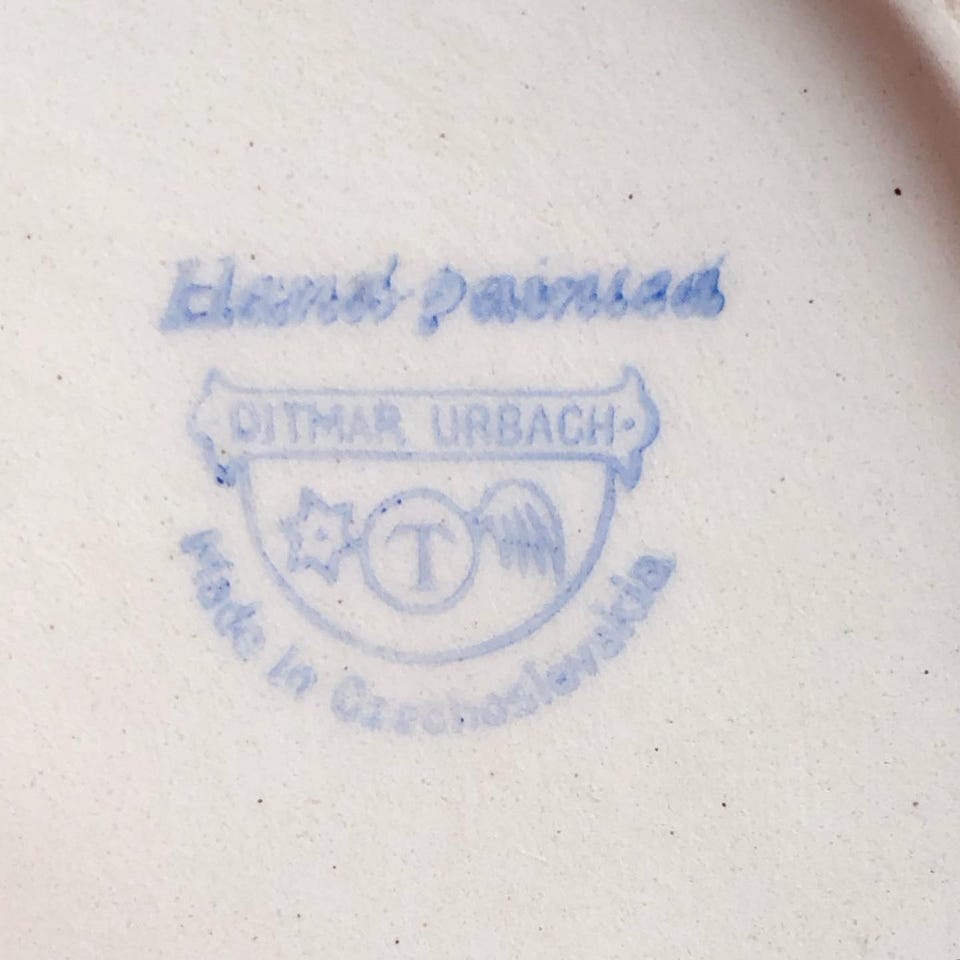 Hand painted
DITMAR URBACH
T
Made in Czechoslovakia